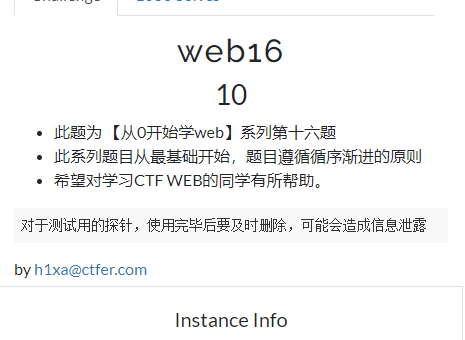 web16
10
此题为 【从0开始学web】系列第十六题
此系列题目从最基础开始，题目遵循循序渐进的原则
希望对学习CTF WEB的同学有所帮助。
对于测试用的探针，使用完毕后要及时删除，可能会造成信息泄露
by h1xa@ctfer.com
Instance Info